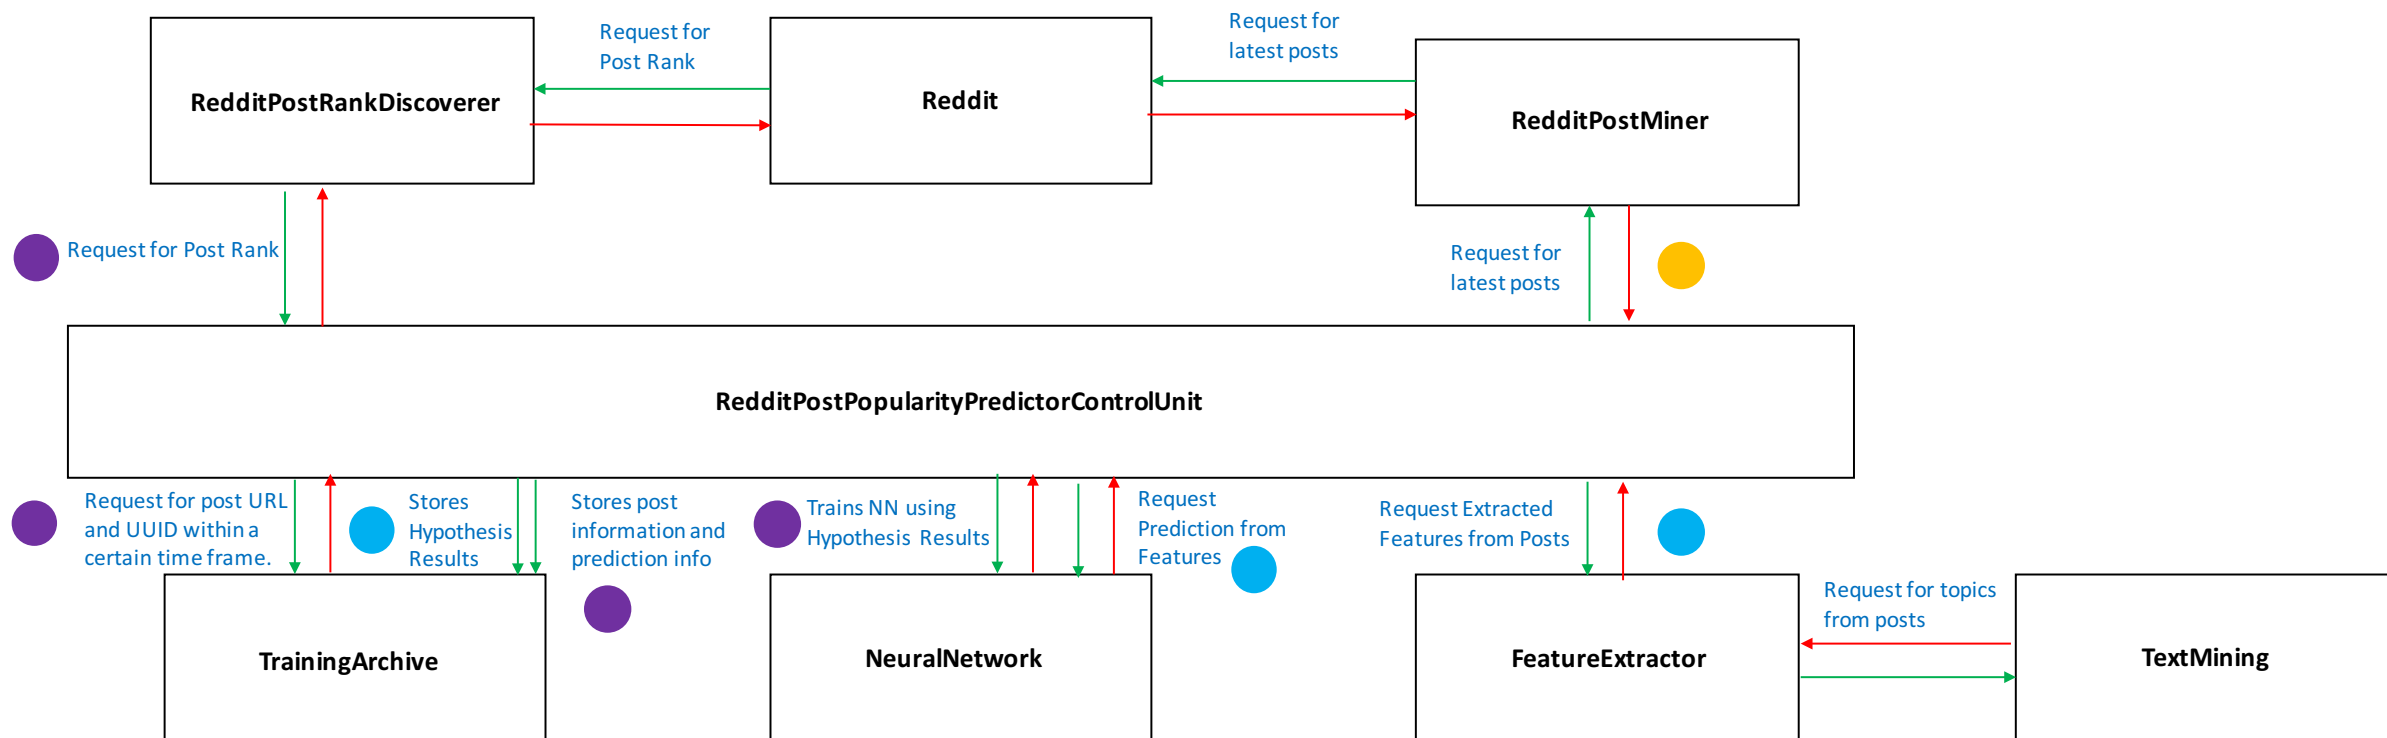 RedditPostRankDiscoverer
Request for
Post Rank
Reddit
Request for
latest posts
RedditPostMiner
Request for Post Rank
Request for
latest posts
RedditPostPopularityPredictorControlUnit
Request for post URL
and UUID within a
certain time frame.
Stores
Hypothesis
Results
Stores post
information and
prediction info
Trains NN using
Hypothesis Results
Request
Prediction from
Features
Request Extracted
Features from Posts
Request for topics
from posts
TrainingArchive
NeuralNetwork
FeatureExtractor
TextMining